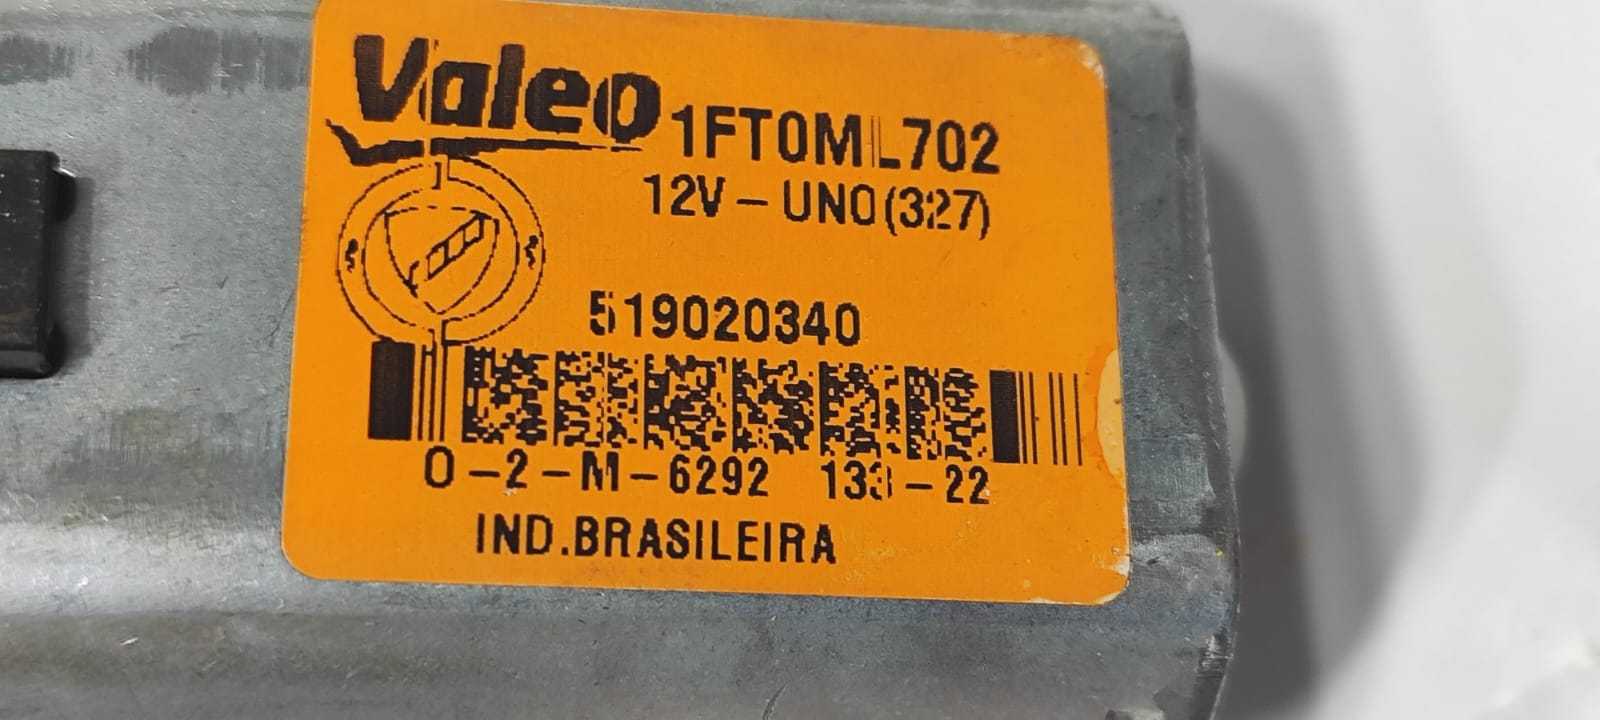 Valeo
1FT0ML702
12V-UNO(327)
519020340
O-2-M-6292 133-22
IND.BRASILEIRA